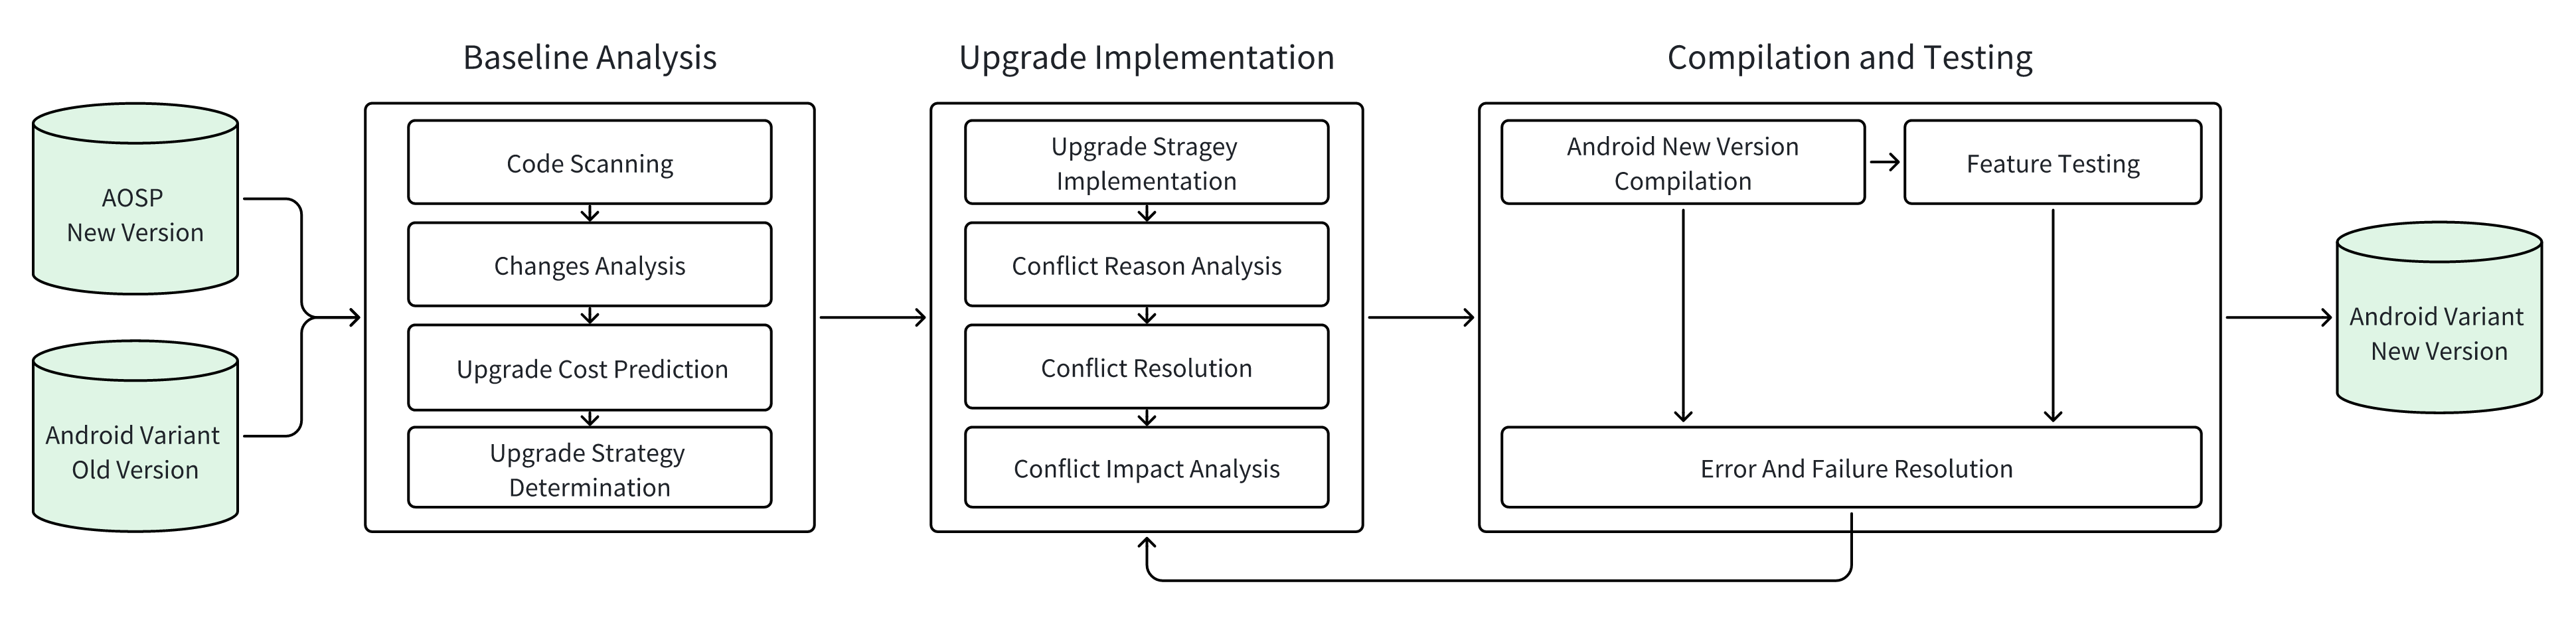 Baseline Analysis
Upgrade Implementation
Compilation and Testing
AOSP
New Version
Android Variant
Old Version
Code Scanning
Changes Analysis
Upgrade Cost Prediction
Upgrade Strategy
Determination
Upgrade Stragey
Implementation
Conflict Reason Analysis
Conflict Resolution
Conflict Impact Analysis
Android New Version
Compilation
Feature Testing
Error And Failure Resolution
Android Variant
New Version